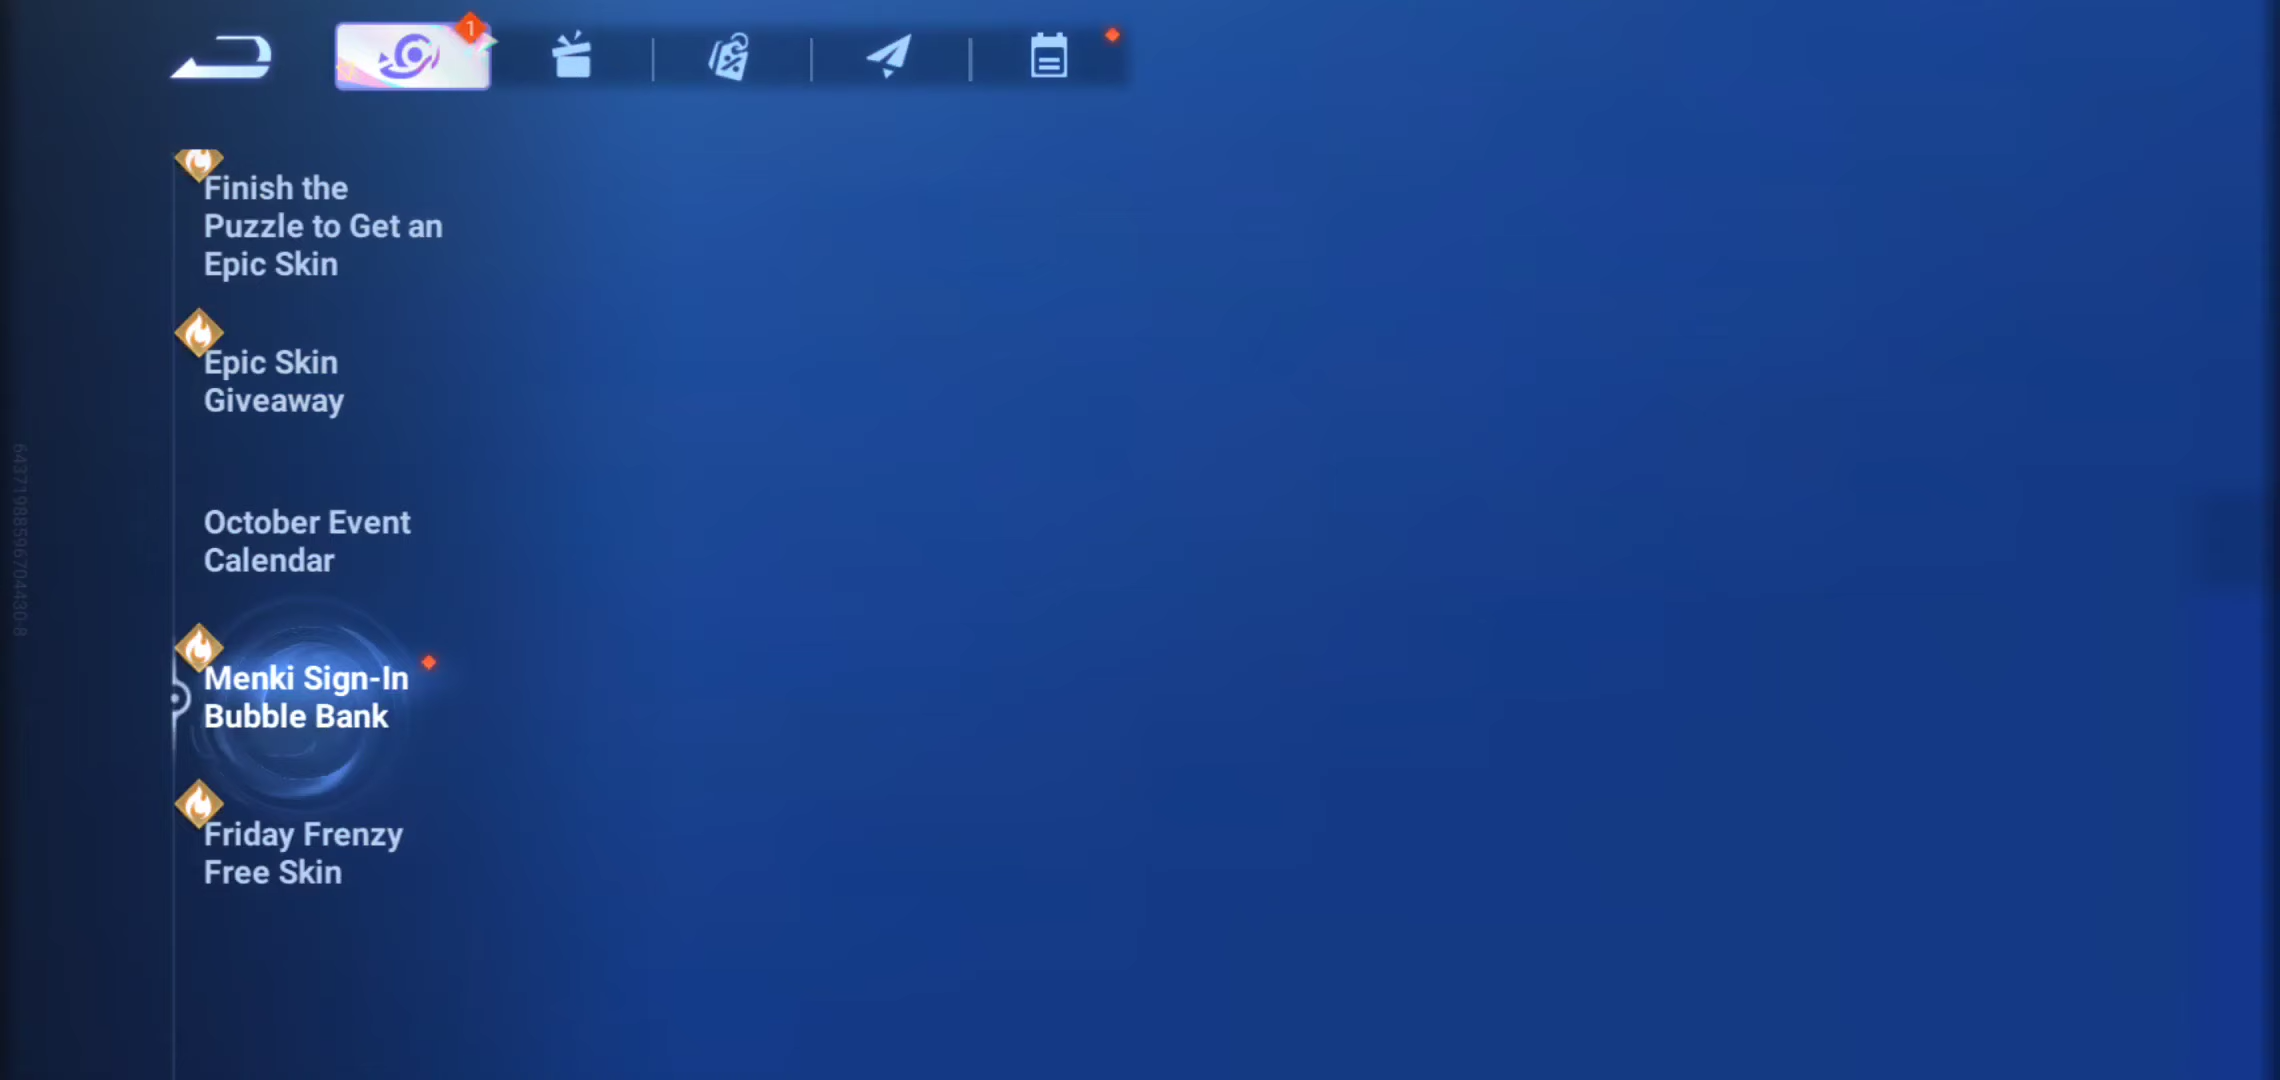 1
Finish the
Puzzle to Get an
Epic Skin
Epic Skin
Giveaway
October Event
Calendar
Menki Sign-In
Bubble Bank
Friday Frenzy
Free Skin